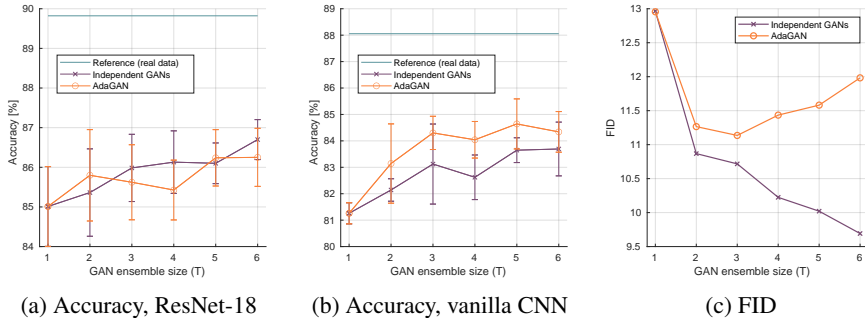 90
89
88
87
86
85
84
Accuracy [%]
Reference (real data)
Independent GANs
AdaGAN
1 2 3 4 5 6
GAN ensemble size (T)
(a) Accuracy, ResNet-18
89
88
87
86
85
84
83
82
81
80
Accuracy [%]
Reference (real data)
Independent GANs
AdaGAN
1 2 3 4 5 6
GAN ensemble size (T)
(b) Accuracy, vanilla CNN
13
12.5
12
11.5
11
10.5
10
9.5
FID
Independent GANs
AdaGAN
1 2 3 4 5 6
GAN ensemble size (T)
(c) FID